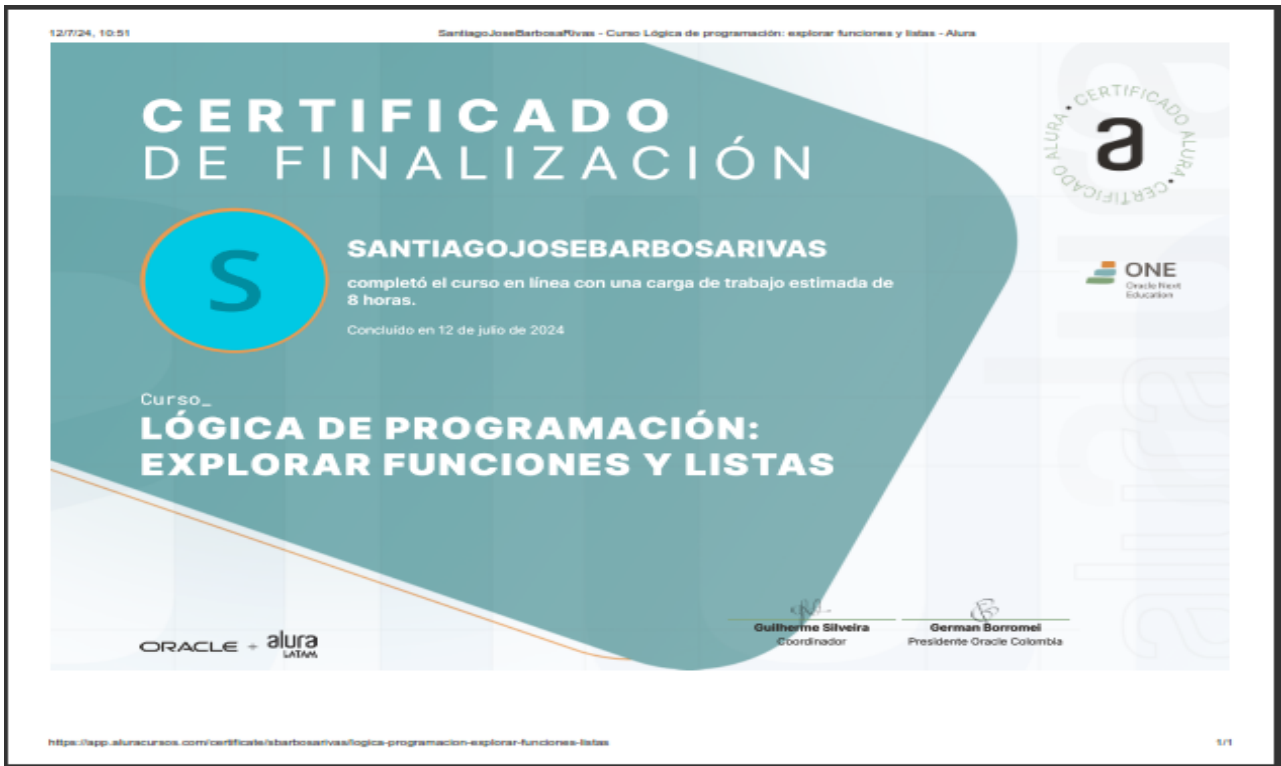 12/7/24, 10:51
SantiagoJoseBarbosaRivas - Curso Lógica de programación: explorar funciones y listas - Alura
CERTIFICADO
DE FINALIZACIÓN
CERTIFICADO ALURA • CERTIFICADO ALURA •
a
S
SANTIAGOJOSEBARBOSARIVAS
completó el curso en línea con una carga de trabajo estimada de
8 horas.
Concluido en 12 de julio de 2024
ONE
Oracle Next
Education
Curso_
LÓGICA DE PROGRAMACIÓN:
EXPLORAR FUNCIONES Y LISTAS
alura
Guilherme Silveira
Coordinador
German Borromei
Presidente Oracle Colombia
ORACLE + alura
LATAM
https://app.aluracursos.com/certificate/sbarbosarivas/logica-programacion-explorar-funciones-listas
1/1